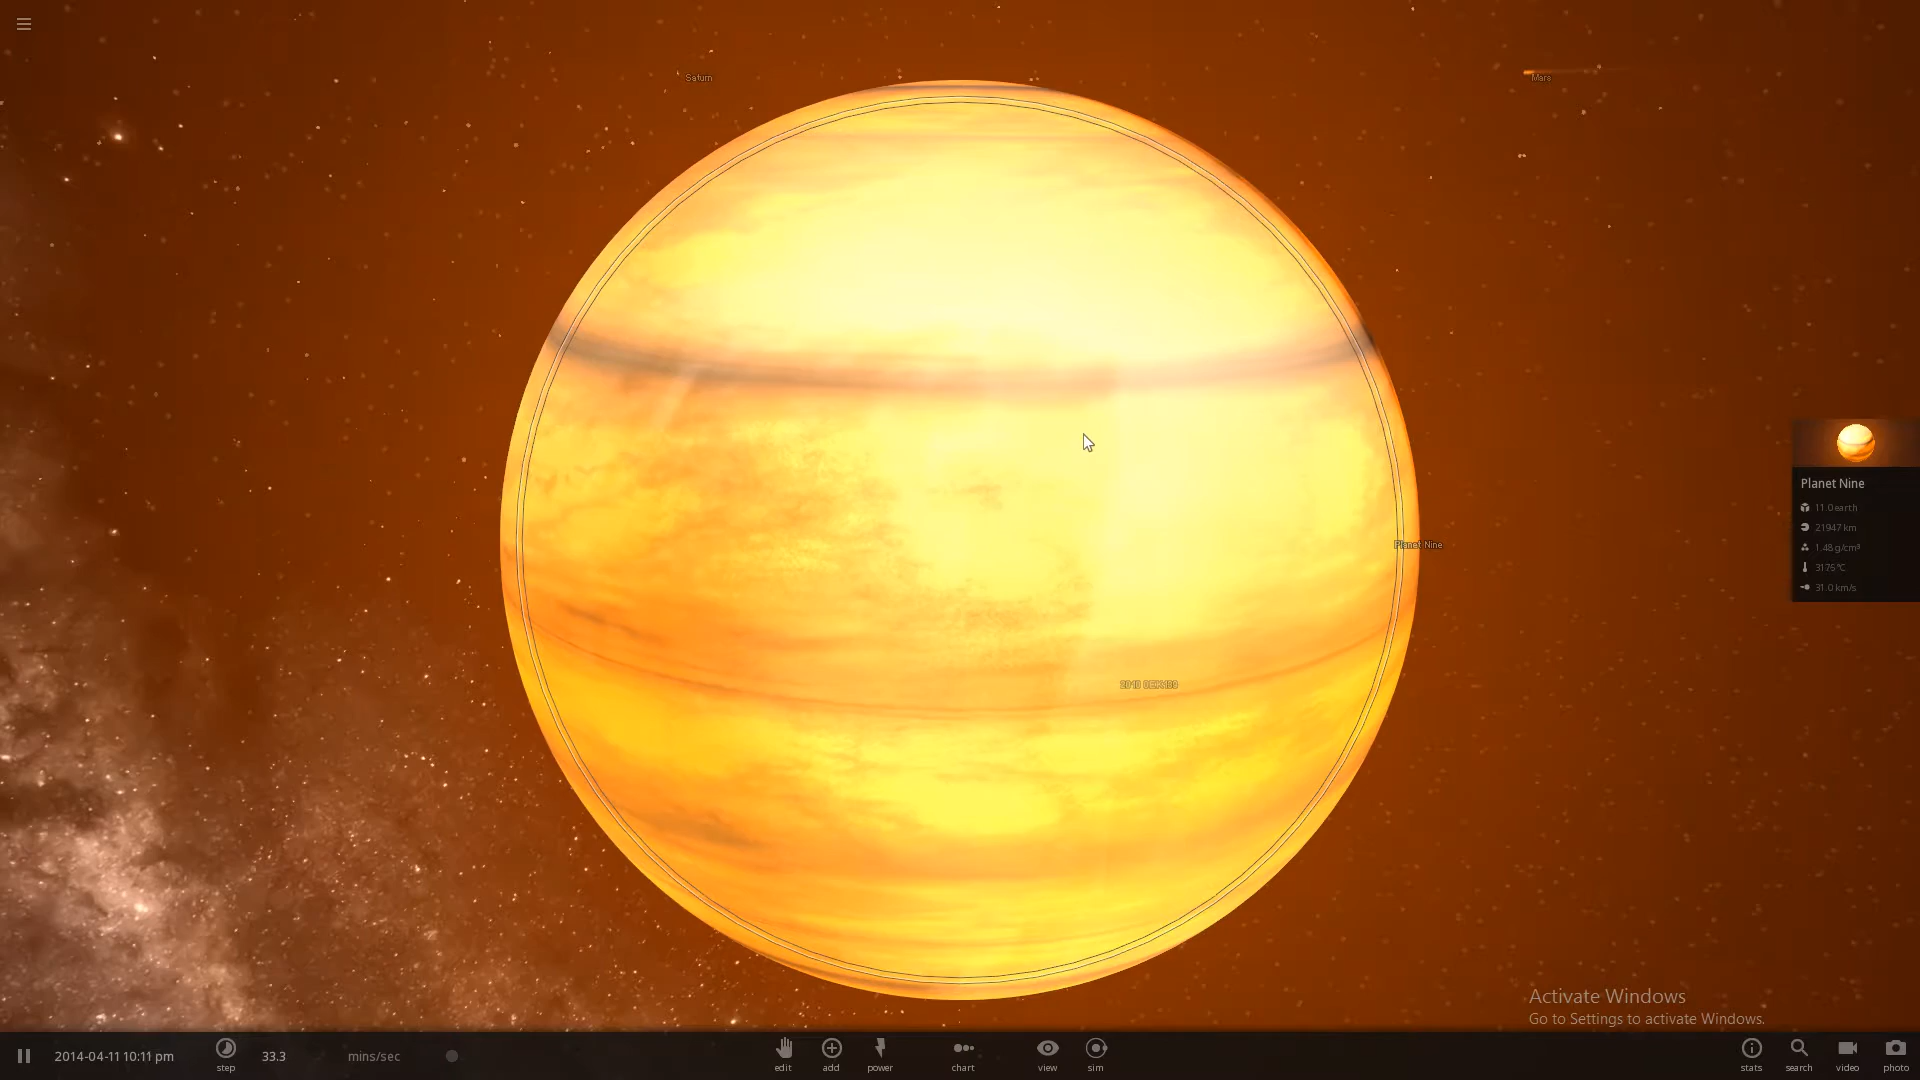 Saturn
Mars
Planet Nine
11.0 earth
21947 km
1.48 g/cm³
3175 °C
31.0 km/s
Planet Nine
Activate Windows
Go to Settings to activate Windows.
2014-04-11 10:11 pm
step
33.3
mins/sec
edit
add
power
chart
view
sim
stats
search
video
photo